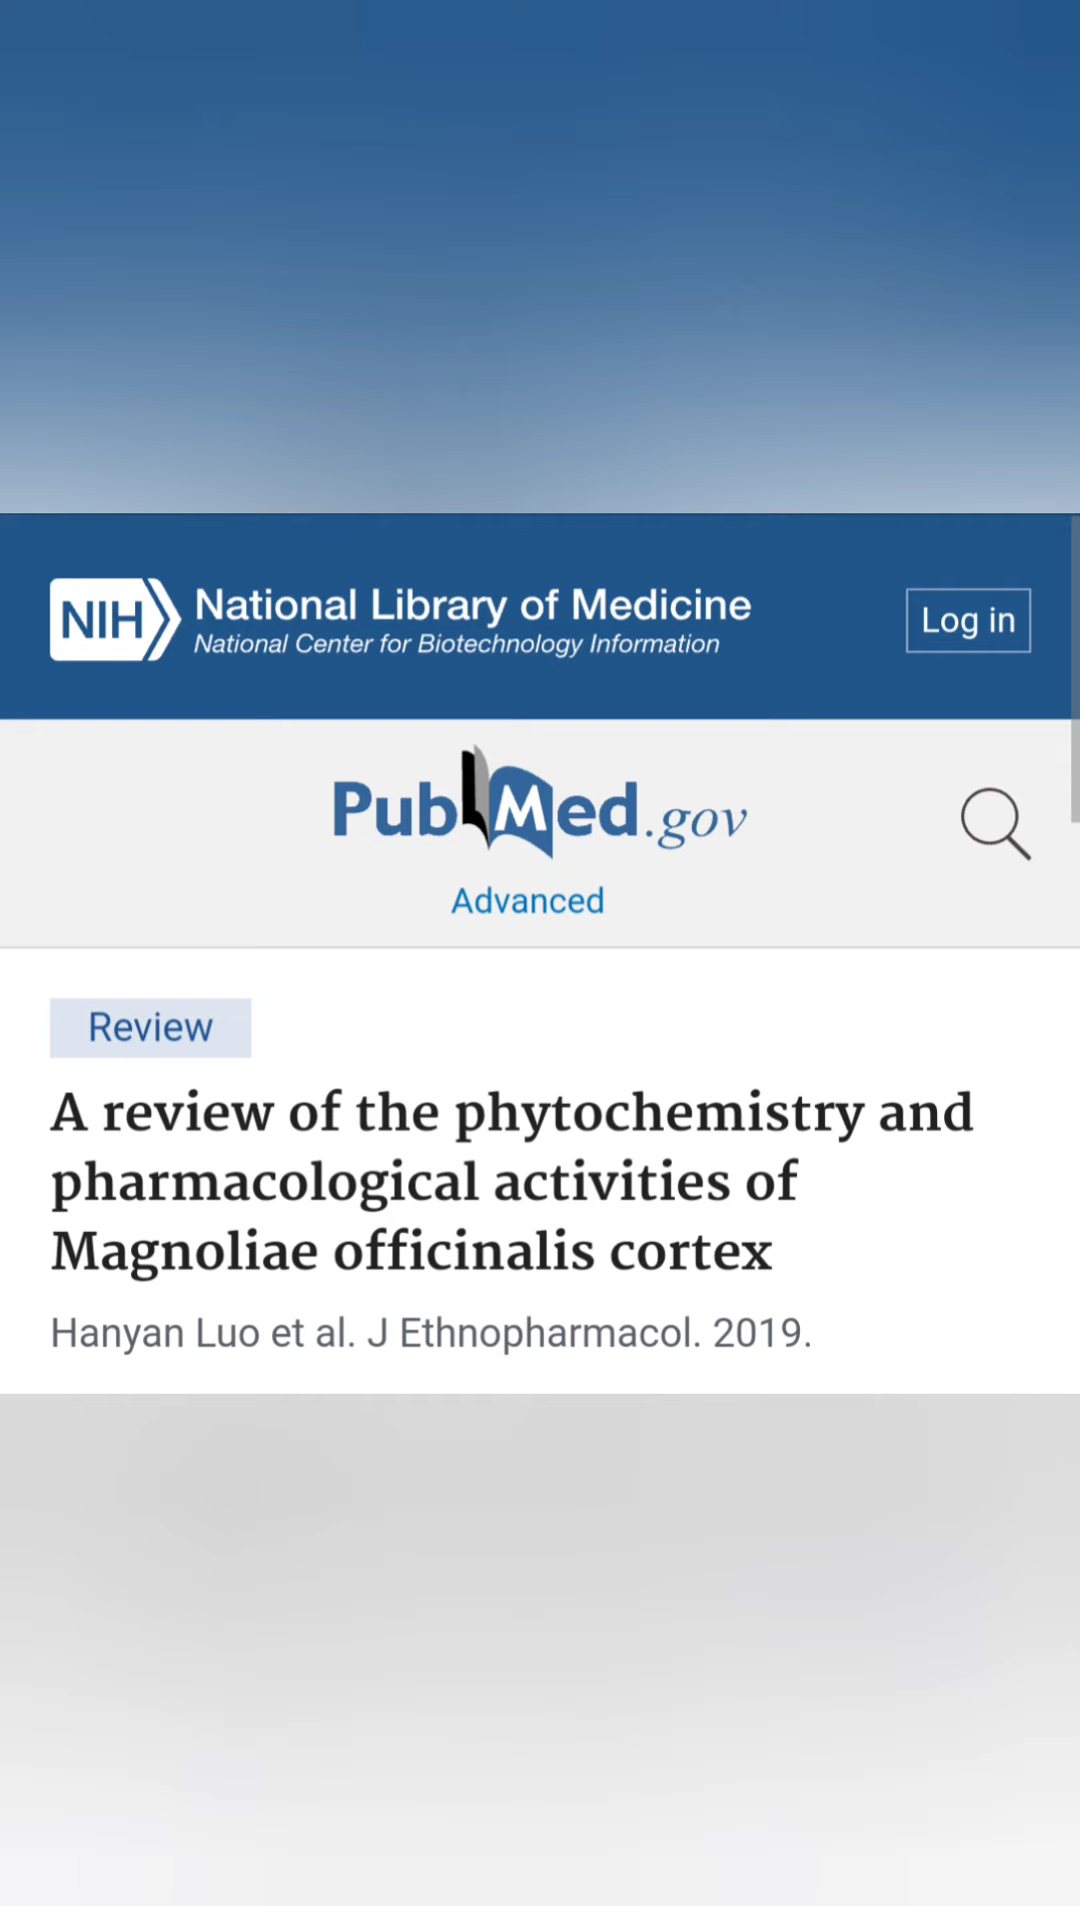 NIH National Library of Medicine
National Center for Biotechnology Information
Log in
PubMed.gov
Advanced
Review
A review of the phytochemistry and
pharmacological activities of
Magnoliae officinalis cortex
Hanyan Luo et al. J Ethnopharmacol. 2019.